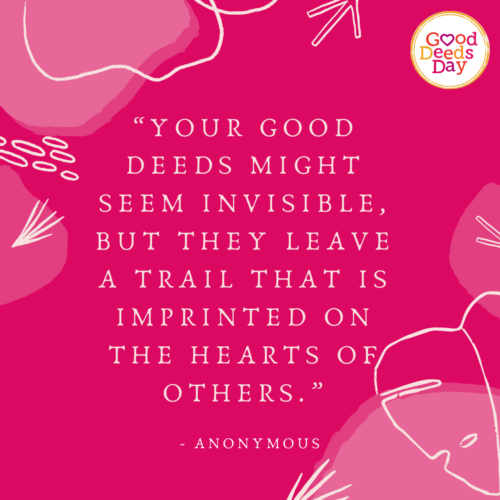 Good
Deeds
Day
“YOUR GOOD
DEEDS MIGHT
SEEM INVISIBLE,
BUT THEY LEAVE
A TRAIL THAT IS
IMPRINTED ON
THE HEARTS OF
OTHERS.”
- ANONYMOUS